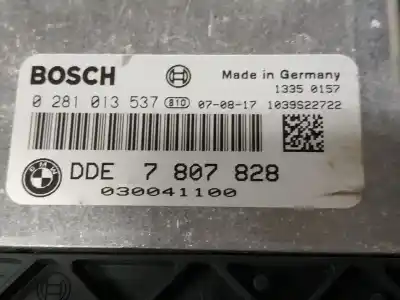 BOSCH Made in Germany
1335 0157
0 281 013 537 810 07-08-17 1039S22722
DDE 7 807 828
030041100